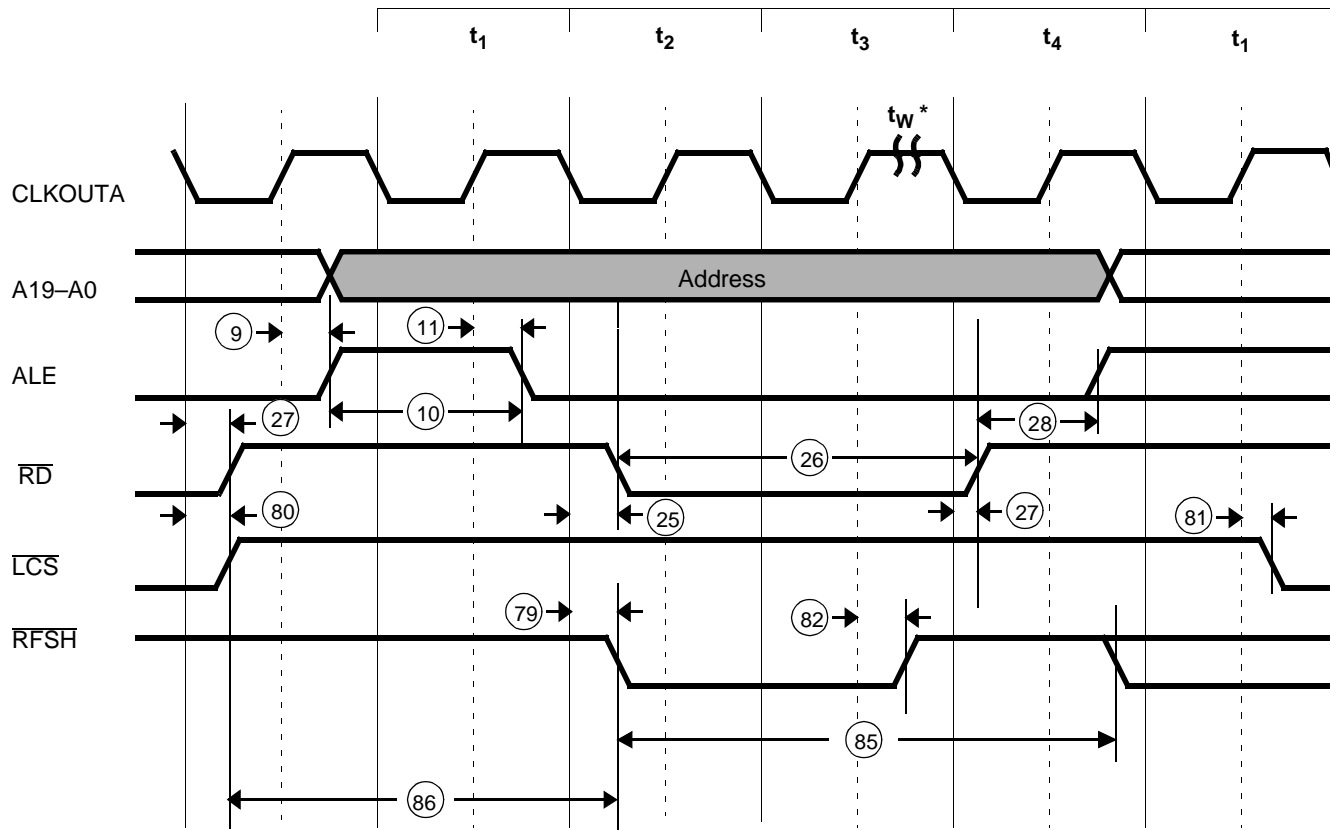 t1 t2 t3 t4 t1
tW *
CLKOUTA
A19–A0 Address
9 11
ALE
10
27 28
RD
26
80 25 27 81
LCS
79 82
RFSH
85
86